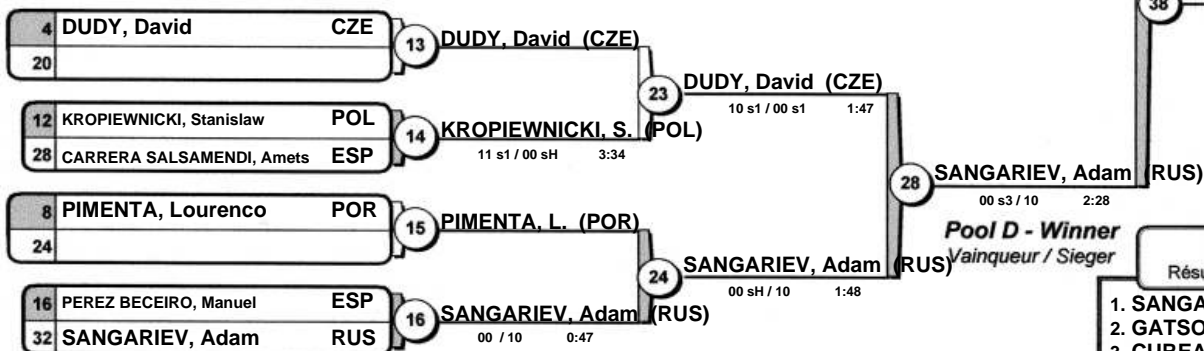 38
4 DUDY, David CZE
20
13 DUDY, David (CZE)
23 DUDY, David (CZE)
10 s1 / 00 s1 1:47
12 KROPIEWNICKI, Stanislaw POL
28 CARRERA SALSAMENDI, Amets ESP
14 KROPIEWNICKI, S. (POL)
11 s1 / 00 sH 3:34
28 SANGARIEV, Adam (RUS)
00 s3 / 10 2:28
8 PIMENTA, Lourenco POR
24
15 PIMENTA, L. (POR)
Pool D - Winner
Vainqueur / Sieger
24 SANGARIEV, Adam (RUS)
00 sH / 10 1:48
16 PEREZ BECEIRO, Manuel ESP
32 SANGARIEV, Adam RUS
16 SANGARIEV, Adam (RUS)
00 / 10 0:47
Résu
1. SANGA
2. GATSO